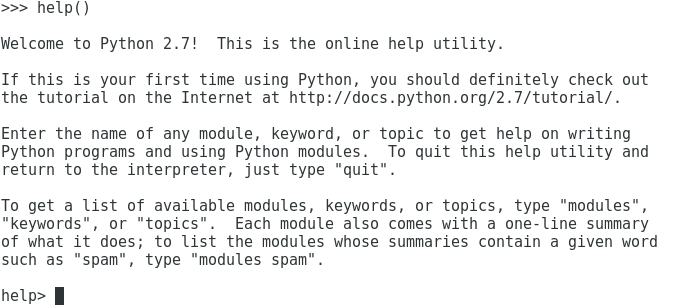 >>> help()
Welcome to Python 2.7!  This is the online help utility.
If this is your first time using Python, you should definitely check out
the tutorial on the Internet at http://docs.python.org/2.7/tutorial/.
Enter the name of any module, keyword, or topic to get help on writing
Python programs and using Python modules.  To quit this help utility and
return to the interpreter, just type "quit".
To get a list of available modules, keywords, or topics, type "modules",
"keywords", or "topics".  Each module also comes with a one-line summary
of what it does; to list the modules whose summaries contain a given word
such as "spam", type "modules spam".
help>